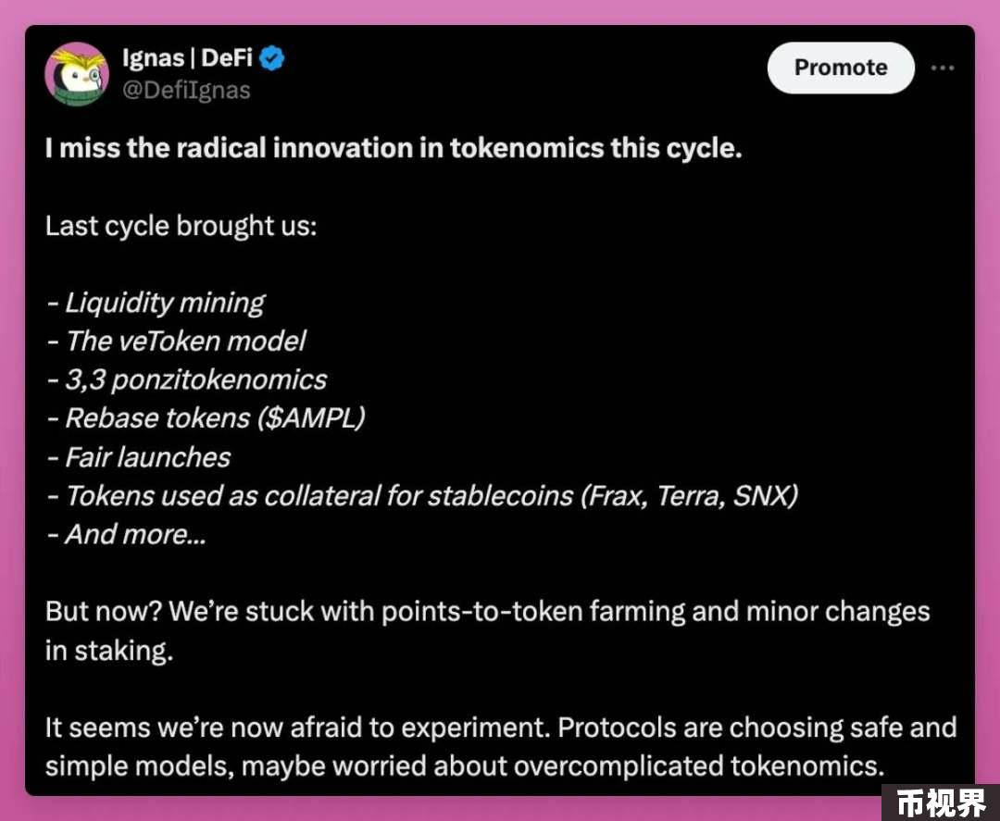 Ignas | DeFi
@DefiIgnas
Promote
I miss the radical innovation in tokenomics this cycle.
Last cycle brought us:
- Liquidity mining
- The veToken model
- 3,3 ponzitokenomics
- Rebase tokens ($AMPL)
- Fair launches
- Tokens used as collateral for stablecoins (Frax, Terra, SNX)
- And more...
But now? We’re stuck with points-to-token farming and minor changes
in staking.
It seems we’re now afraid to experiment. Protocols are choosing safe and
simple models, maybe worried about overcomplicated tokenomics.
币视界